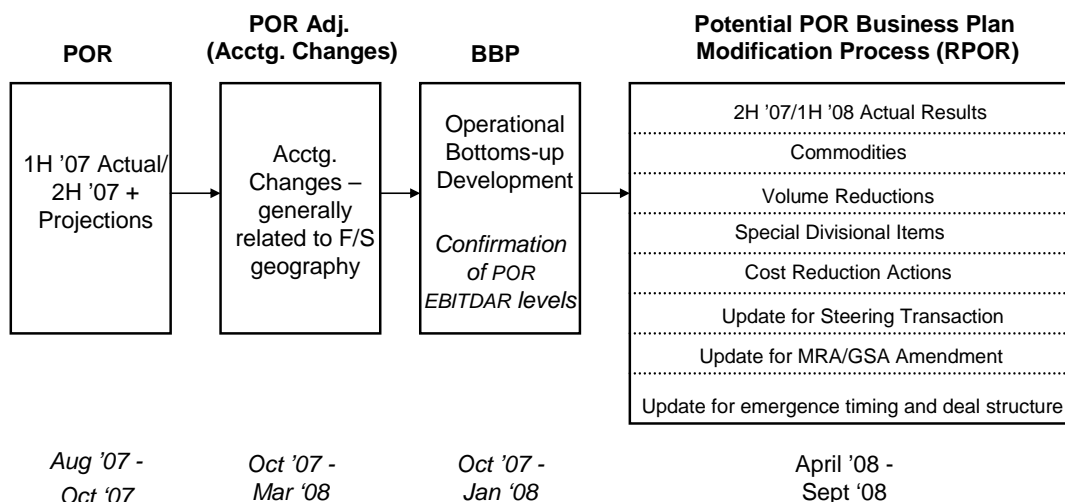 POR
POR Adj.
(Acctg. Changes)
BBP
Potential POR Business Plan
Modification Process (RPOR)
1H '07 Actual/
2H '07 +
Projections
Acctg.
Changes –
generally
related to F/S
geography
Operational
Bottoms-up
Development
Confirmation
of POR
EBITDAR levels
2H '07/1H '08 Actual Results
Commodities
Volume Reductions
Special Divisional Items
Cost Reduction Actions
Update for Steering Transaction
Update for MRA/GSA Amendment
Update for emergence timing and deal structure
Aug '07 -
Oct '07
Oct '07 -
Mar '08
Oct '07 -
Jan '08
April '08 -
Sept '08